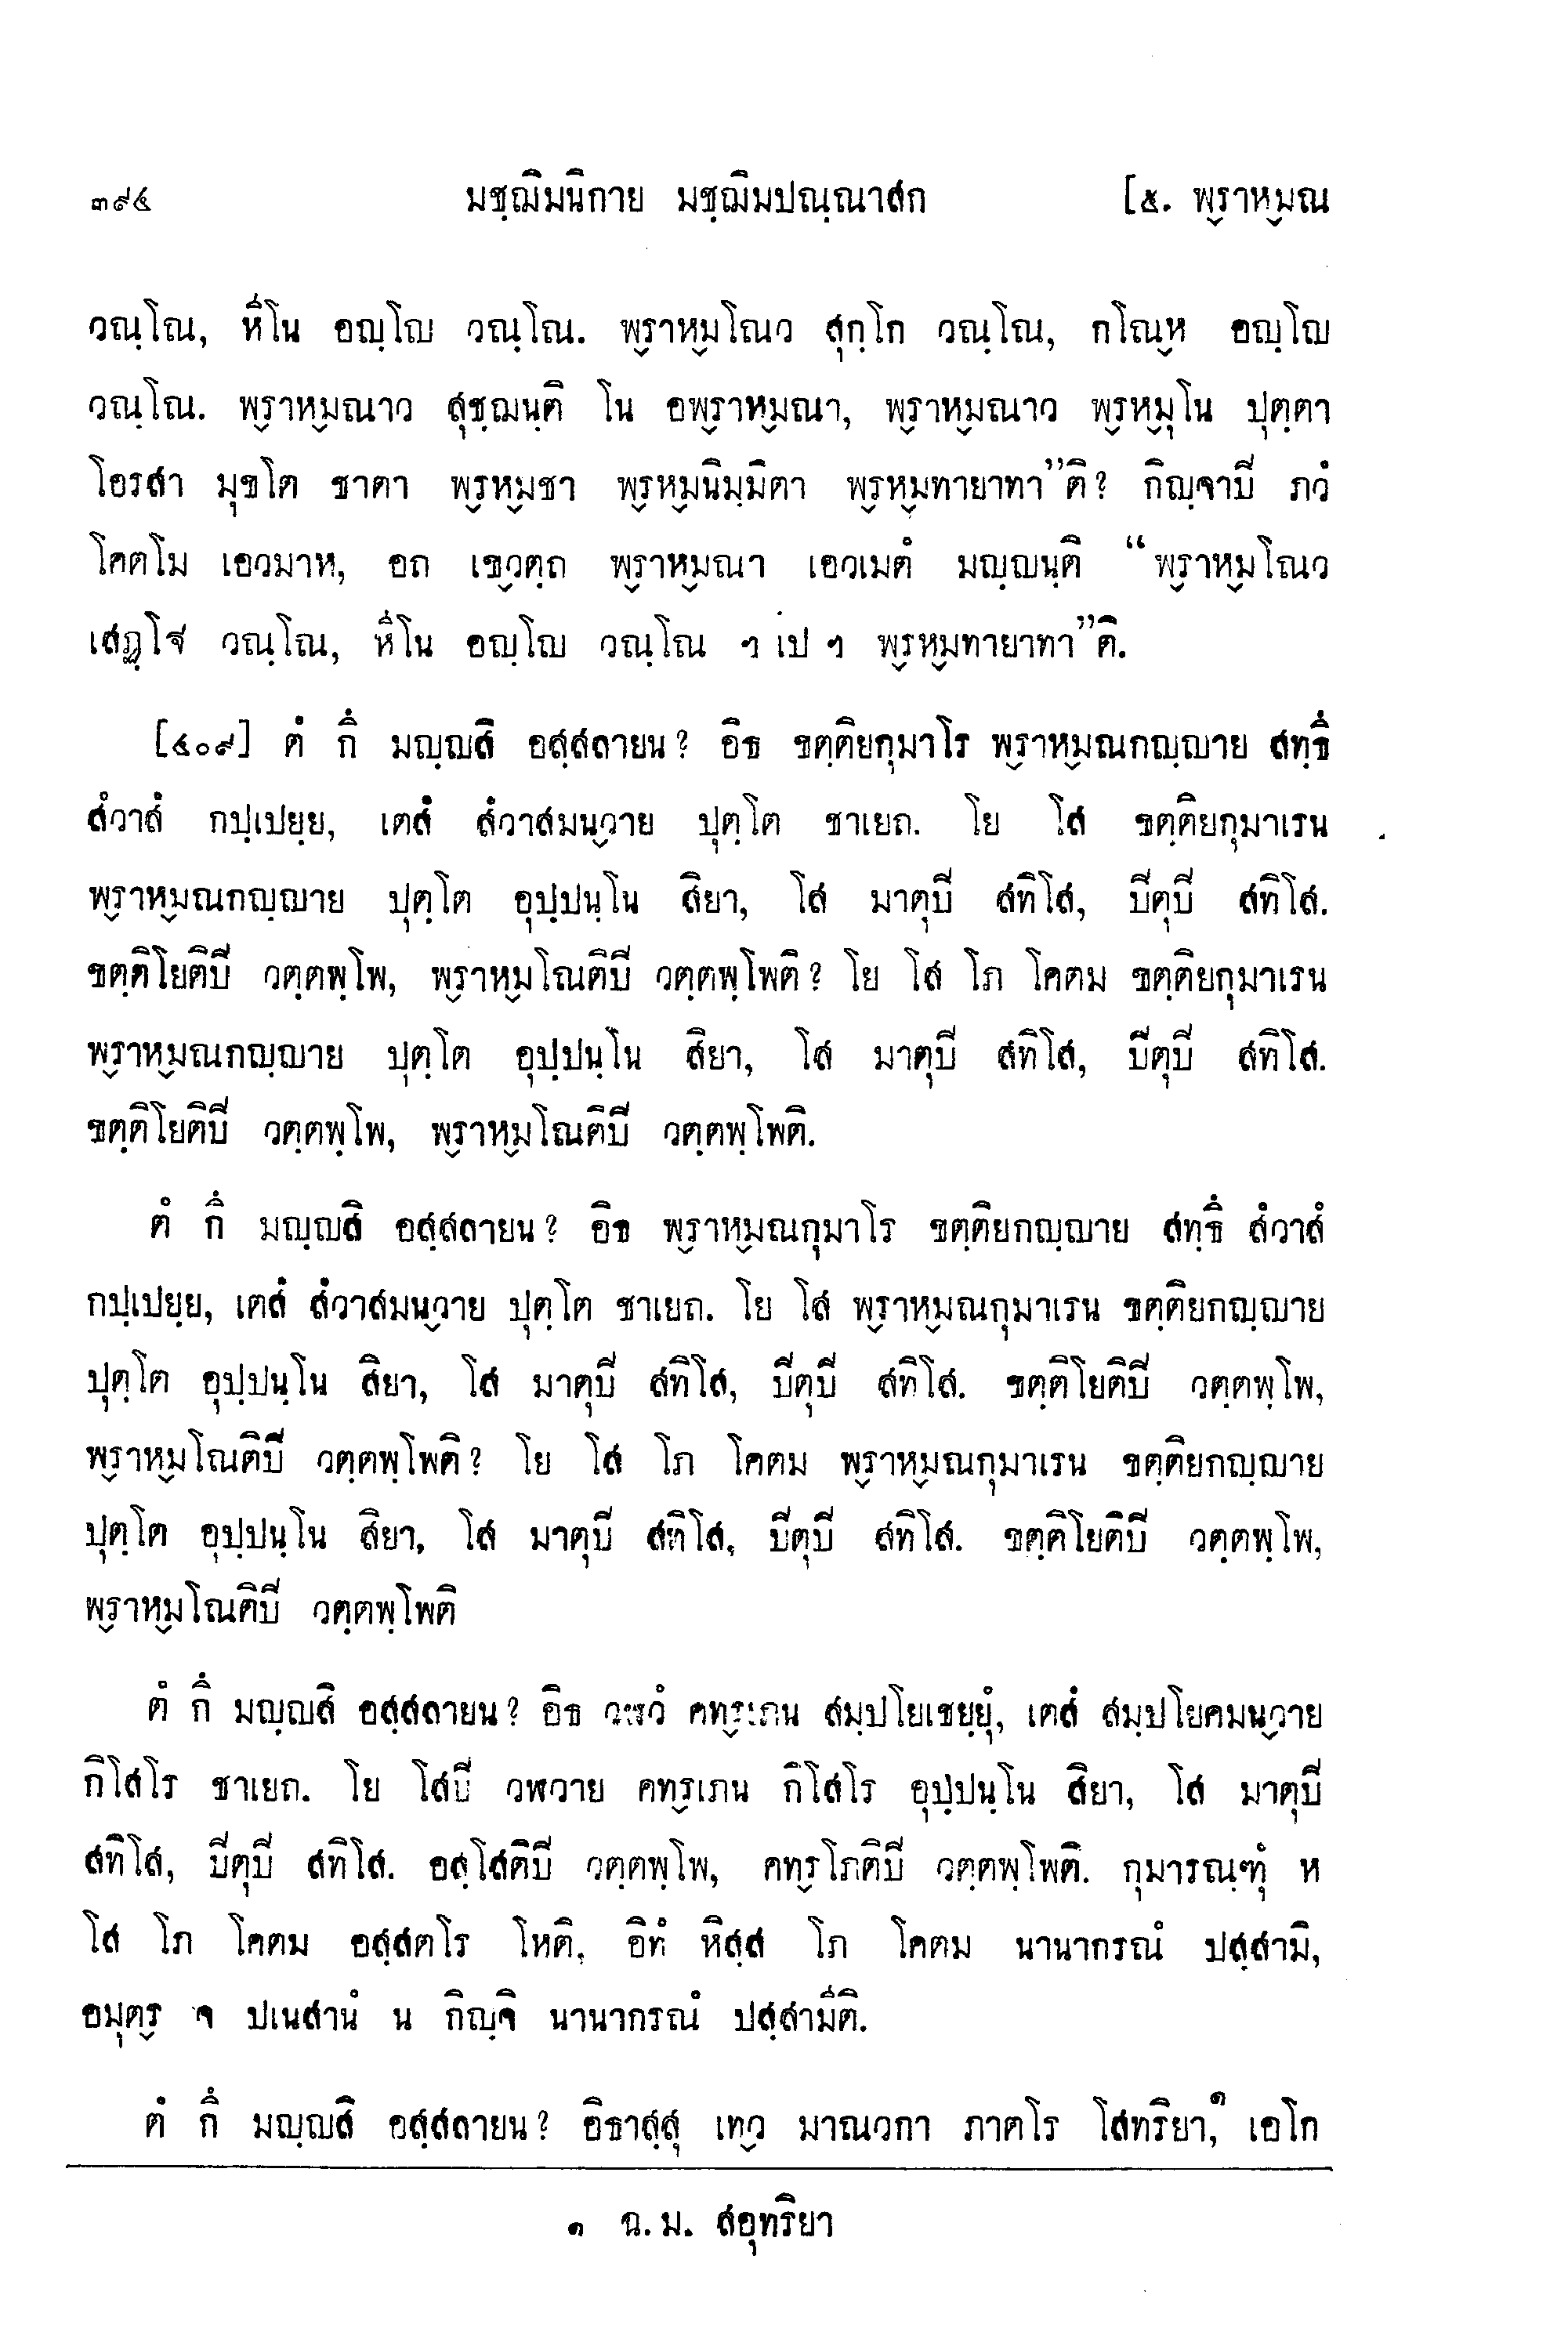 ๓๙๔ มชฺฌิมนิกาย มชฺฌิมปณฺณาสก [๕. พ๎ราห๎มณ
วณฺโณ, หีโน อญฺโญ วณฺโณ. พ๎ราห๎มโณว สุกฺโก วณฺโณ, กโณ๎ห อญฺโญ
วณฺโณ. พ๎ราห๎มณาว สุชฺฌนฺติ โน อพ๎ราห๎มณา, พ๎ราห๎มณาว พ๎รห๎มุโน ปุตฺตา
โอรสา มุขโต ชาตา พ๎รห๎มชา พ๎รห๎มนิมฺมิตา พ๎รห๎มทายาทา”ติ? กิญฺจาปิ ภวํ
โคตโม เอวมาห, อถ เขฺวตฺถ พ๎ราห๎มณา เอวเมตํ มญฺญนฺติ “พ๎ราห๎มโณว
เสฏฺโฐ วณฺโณ, หีโน อญฺโญ วณฺโณ ฯ เป ฯ พ๎รห๎มทายาทา”ติ.
[๔๐๙] ตํ กึ มญฺญสิ อสฺสลายน? อิธ ขตฺติยกุมาโร พ๎ราห๎มณกญฺญาย สทฺธึ
สํวาสํ กปฺเปยฺย, เตสํ สํวาสมน๎วาย ปุตฺโต ชาเยถ. โย โส ขตฺติยกุมาเรน
พ๎ราห๎มณกญฺญาย ปุตฺโต อุปฺปนฺโน สิยา, โส มาตุปิ สทิโส, ปิตุปิ สทิโส.
ขตฺติโยติปิ วตฺตพฺโพ, พ๎ราห๎มโณติปิ วตฺตพฺโพติ? โย โส โภ โคตม ขตฺติยกุมาเรน
พ๎ราห๎มณกญฺญาย ปุตฺโต อุปฺปนฺโน สิยา, โส มาตุปิ สทิโส, ปิตุปิ สทิโส.
ขตฺติโยติปิ วตฺตพฺโพ, พ๎ราห๎มโณติปิ วตฺตพฺโพติ.
ตํ กึ มญฺญสิ อสฺสลายน? อิธ พ๎ราห๎มณกุมาโร ขตฺติยกญฺญาย สทฺธึ สํวาสํ
กปฺเปยฺย, เตสํ สํวาสมน๎วาย ปุตฺโต ชาเยถ. โย โส พ๎ราห๎มณกุมาเรน ขตฺติยกญฺญาย
ปุตฺโต อุปฺปนฺโน สิยา, โส มาตุปิ สทิโส, ปิตุปิ สทิโส. ขตฺติโยติปิ วตฺตพฺโพ,
พ๎ราห๎มโณติปิ วตฺตพฺโพติ? โย โส โภ โคตม พ๎ราห๎มณกุมาเรน ขตฺติยกญฺญาย
ปุตฺโต อุปฺปนฺโน สิยา, โส มาตุปิ สทิโส, ปิตุปิ สทิโส. ขตฺติโยติปิ วตฺตพฺโพ,
พ๎ราห๎มโณติปิ วตฺตพฺโพติ
ตํ กึ มญฺญสิ อสฺสลายน? อิธ วฬวํ คทฺร๎เภน สมฺปโยเชยฺยุํ, เตสํ สมฺปโยคมน๎วาย
กิโสโร ชาเยถ. โย โสปิ วฬวาย คท๎รเภน กิโสโร อุปฺปนฺโน สิยา, โส มาตุปิ
สทิโส, ปิตุปิ สทิโส. อสฺโสติปิ วตฺตพฺโพ, คท๎รโภติปิ วตฺตพฺโพติ. กุมารณฺฑุํ ห
โส โภ โคตม อสฺสตโร โหติ, อิทํ หิสฺส โภ โคตม นานากรณํ ปสฺสามิ,
อมุต๎ร จ ปเนสานํ น กิญฺจิ นานากรณํ ปสฺสามีติ.
ตํ กึ มญฺญสิ อสฺสลายน? อิธาสฺสุ เท๎ว มาณวกา ภาตโร โสทริยา,๑ เอโก
๑ ฉ.ม. สอุทริยา